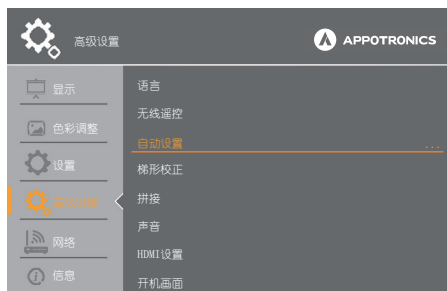 高级设置
APPOTRONICS
显示
色彩调整
设置
网络
信息
语言
无线遥控
自动设置
...
梯形校正
拼接
声音
HDMI设置
开机画面